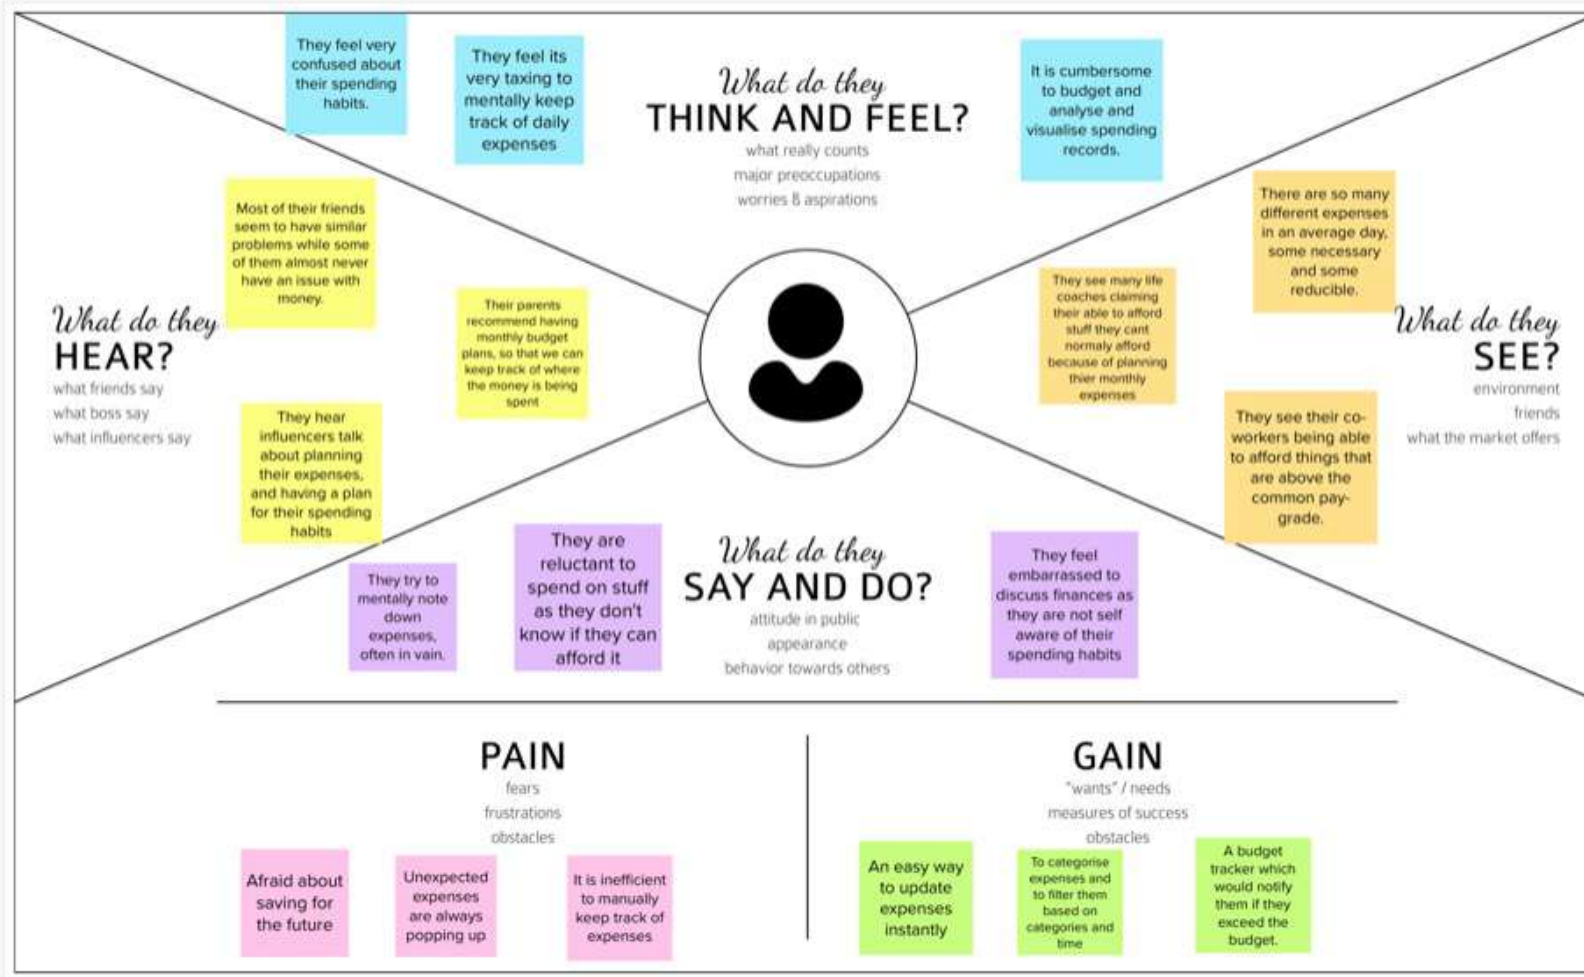 They feel very
confused about
their spending
habits.
They feel its
very taxing to
mentally keep
track of daily
expenses
What do they
THINK AND FEEL?
what really counts
major preoccupations
worries & aspirations
It is cumbersome
to budget and
analyse and
visualise spending
records.
Most of their friends
seem to have similar
problems while some
of them almost never
have an issue with
money.
Their parents
recommend having
monthly budget
plans, so that we can
keep track of where
the money is being
spent
What do they
HEAR?
what friends say
what boss say
what influencers say
They hear
influencers talk
about planning
their expenses,
and having a plan
for their spending
habits
They see many life
coaches claiming
their able to afford
stuff they cant
normaly afford
because of planning
thier monthly
expenses
There are so many
different expenses
in an average day,
some necessary
and some
reducible.
What do they
SEE?
environment
friends
what the market offers
They see their co-
workers being able
to afford things that
are above the
common pay-
grade.
They try to
mentally note
down
expenses,
often in vain.
They are
reluctant to
spend on stuff
as they don't
know if they can
afford it
What do they
SAY AND DO?
attitude in public
appearance
behavior towards others
They feel
embarrassed to
discuss finances as
they are not self
aware of their
spending habits
PAIN
fears
frustrations
obstacles
Afraid about
saving for
the future
Unexpected
expenses
are always
popping up
It is inefficient
to manually
keep track of
expenses
GAIN
"wants" / needs
measures of success
obstacles
An easy way
to update
expenses
instantly
To categorise
expenses and
to filter them
based on
categories and
time
A budget
tracker which
would notify
them if they
exceed the
budget.